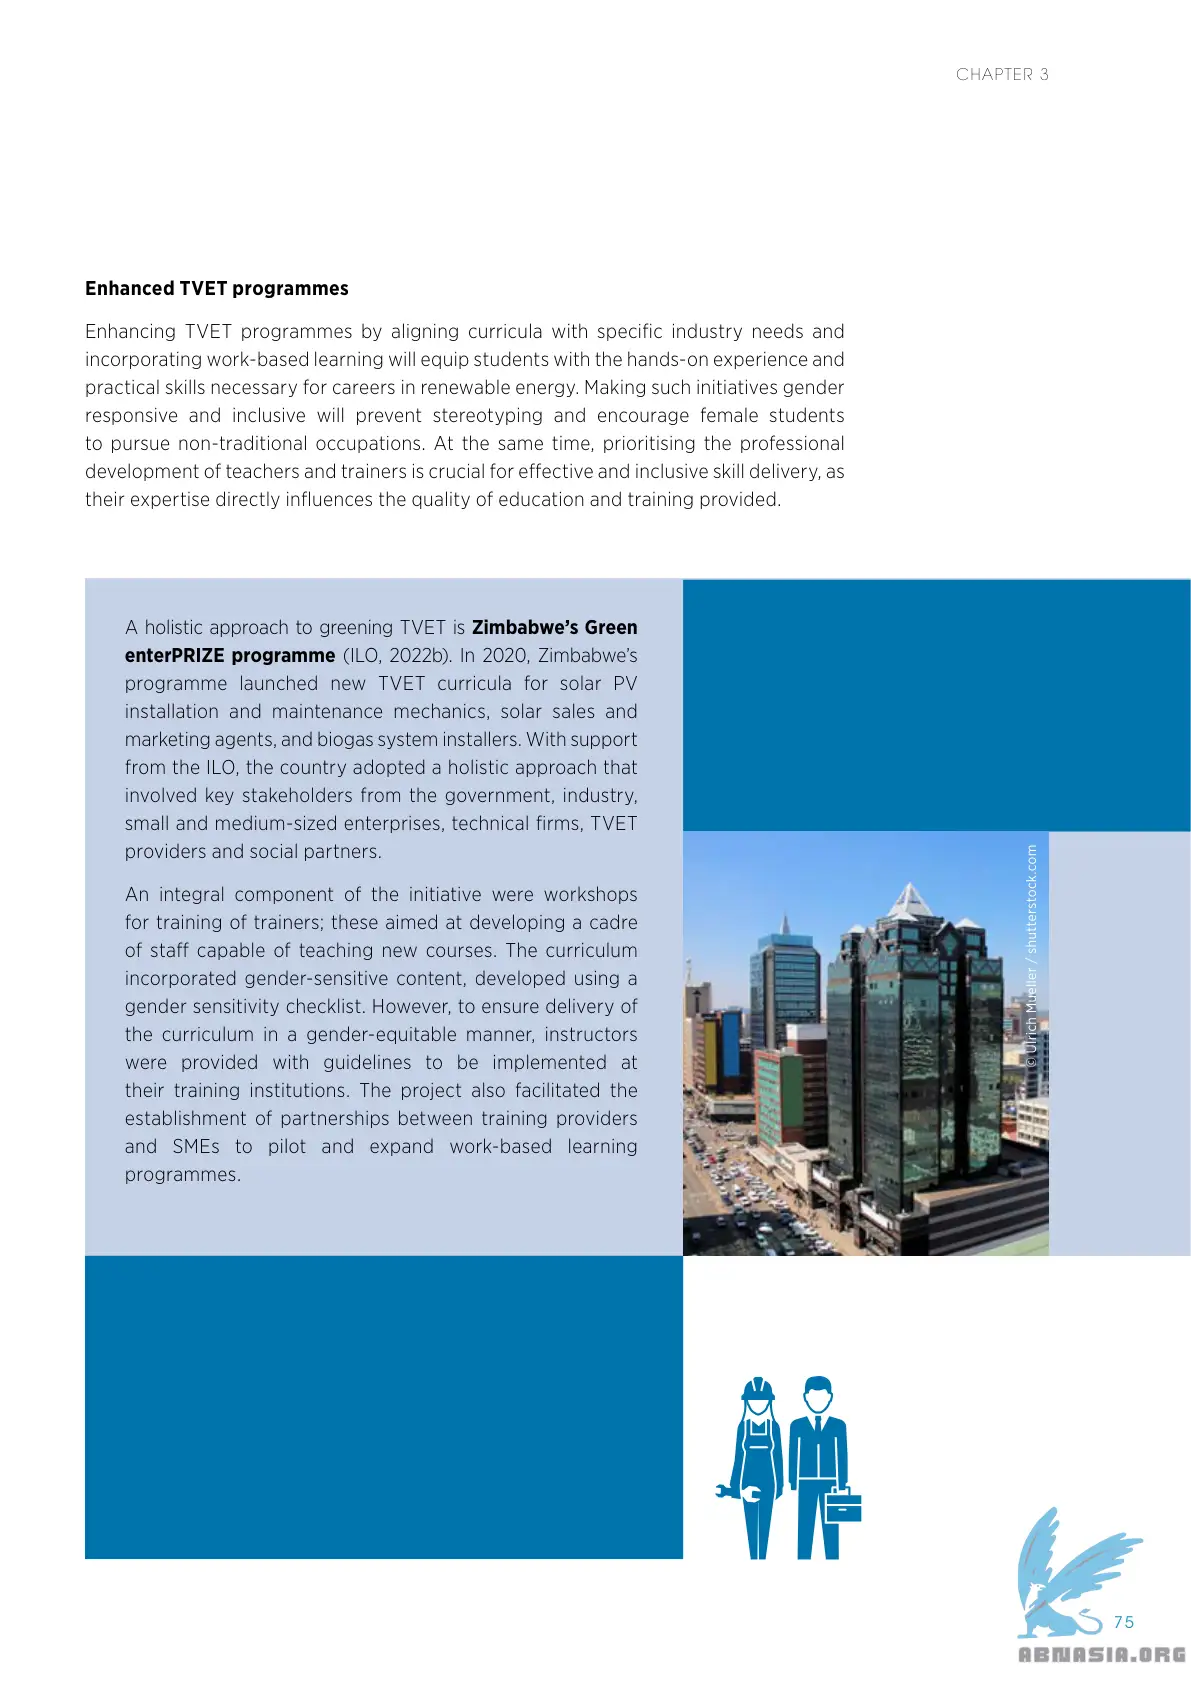 CHAPTER 3
Enhanced TVET programmes
Enhancing TVET programmes by aligning curricula with specific industry needs and
incorporating work-based learning will equip students with the hands-on experience and
practical skills necessary for careers in renewable energy. Making such initiatives gender
responsive and inclusive will prevent stereotyping and encourage female students
to pursue non-traditional occupations. At the same time, prioritising the professional
development of teachers and trainers is crucial for effective and inclusive skill delivery, as
their expertise directly influences the quality of education and training provided.
A holistic approach to greening TVET is Zimbabwe’s Green
enterPRIZE programme (ILO, 2022b). In 2020, Zimbabwe’s
programme launched new TVET curricula for solar PV
installation and maintenance mechanics, solar sales and
marketing agents, and biogas system installers. With support
from the ILO, the country adopted a holistic approach that
involved key stakeholders from the government, industry,
small and medium-sized enterprises, technical firms, TVET
providers and social partners.
An integral component of the initiative were workshops
for training of trainers; these aimed at developing a cadre
of staff capable of teaching new courses. The curriculum
incorporated gender-sensitive content, developed using a
gender sensitivity checklist. However, to ensure delivery of
the curriculum in a gender-equitable manner, instructors
were provided with guidelines to be implemented at
their training institutions. The project also facilitated the
establishment of partnerships between training providers
and SMEs to pilot and expand work-based learning
programmes.
© Ulrich Mueller / shutterstock.com
75
ABNASIA.ORG